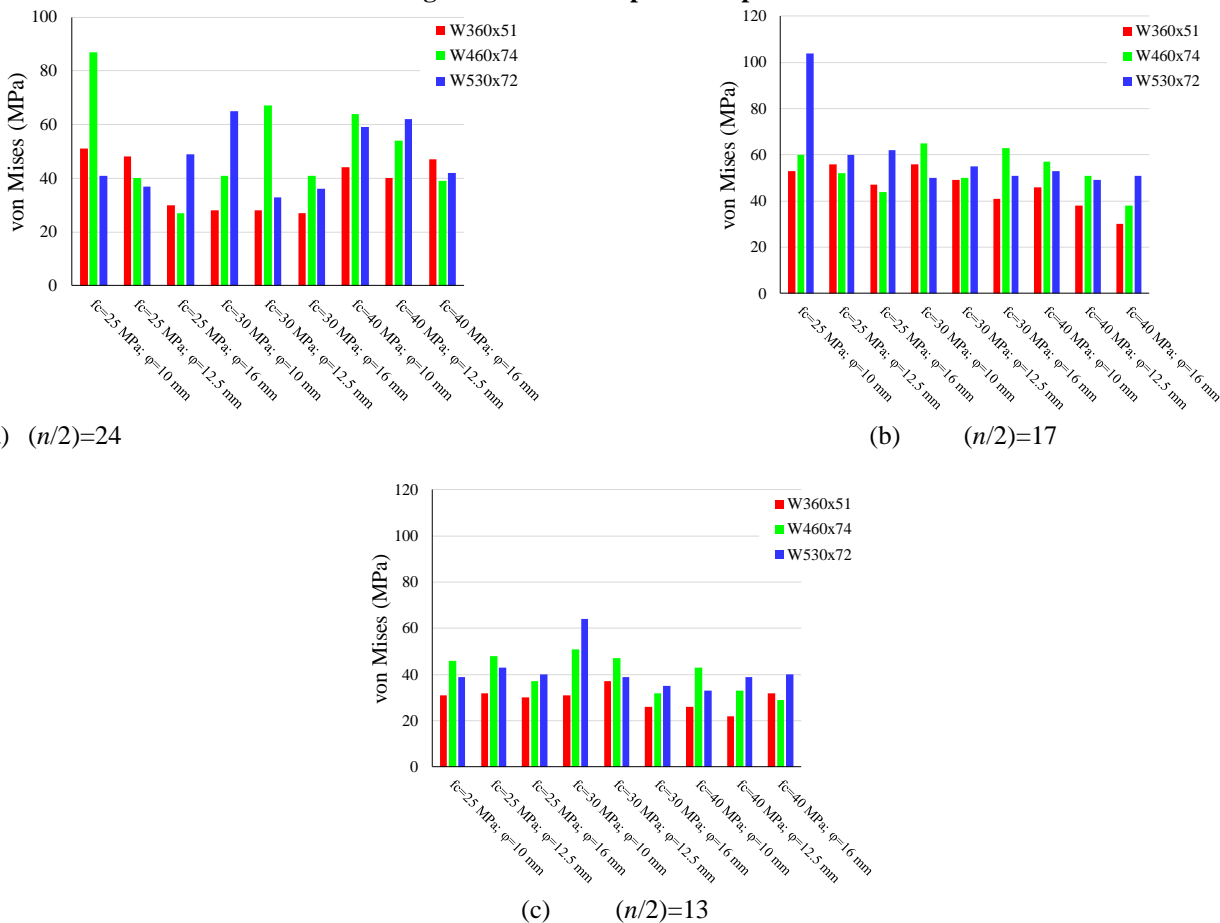 100
80
60
40
20
0
von Mises (MPa)
W360x51
W460x74
W530x72
fc=25 MPa; φ=10 mm
fc=25 MPa; φ=12.5 mm
fc=25 MPa; φ=16 mm
fc=30 MPa; φ=10 mm
fc=30 MPa; φ=12.5 mm
fc=30 MPa; φ=16 mm
fc=40 MPa; φ=10 mm
fc=40 MPa; φ=12.5 mm
fc=40 MPa; φ=16 mm
) (n/2)=24
120
100
80
60
40
20
0
von Mises (MPa)
W360x51
W460x74
W530x72
fc=25 MPa; φ=10 mm
fc=25 MPa; φ=12.5 mm
fc=25 MPa; φ=16 mm
fc=30 MPa; φ=10 mm
fc=30 MPa; φ=12.5 mm
fc=30 MPa; φ=16 mm
fc=40 MPa; φ=10 mm
fc=40 MPa; φ=12.5 mm
fc=40 MPa; φ=16 mm
(b) (n/2)=17
120
100
80
60
40
20
0
von Mises (MPa)
W360x51
W460x74
W530x72
fc=25 MPa; φ=10 mm
fc=25 MPa; φ=12.5 mm
fc=25 MPa; φ=16 mm
fc=30 MPa; φ=10 mm
fc=30 MPa; φ=12.5 mm
fc=30 MPa; φ=16 mm
fc=40 MPa; φ=10 mm
fc=40 MPa; φ=12.5 mm
fc=40 MPa; φ=16 mm
(c) (n/2)=13